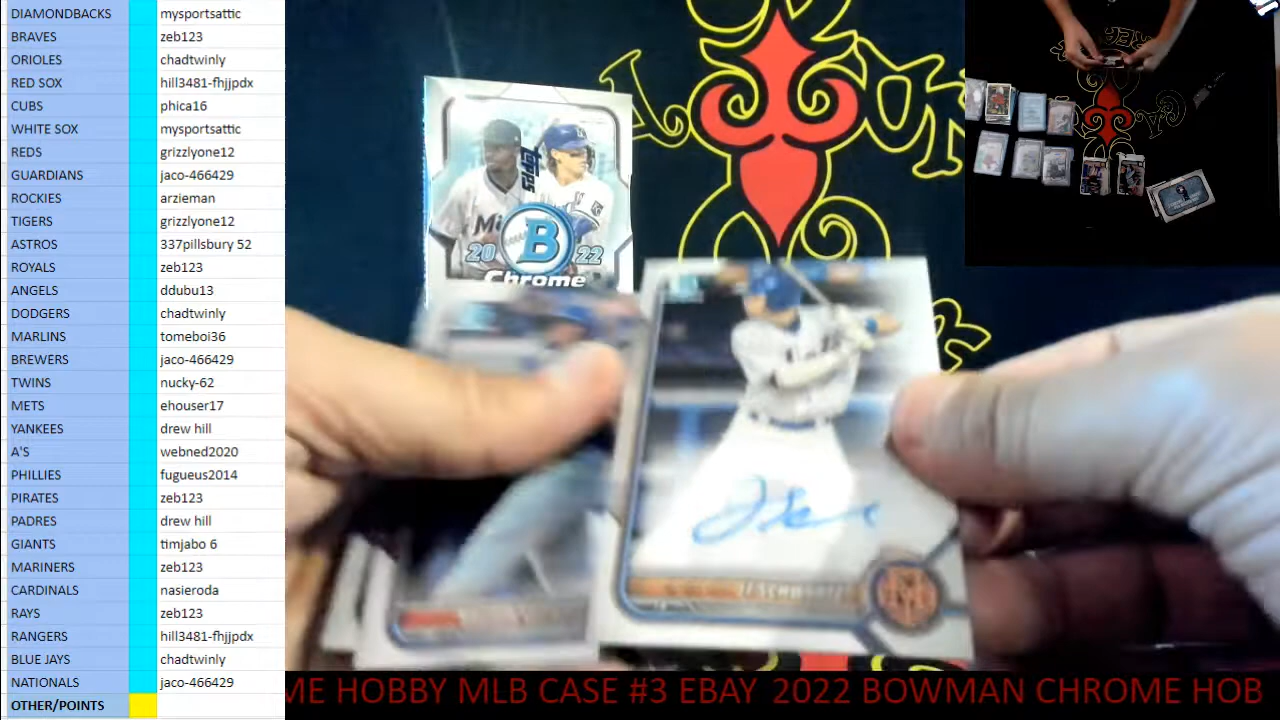 DIAMONDBACKS mysportsattic
BRAVES zeb123
ORIOLES chadtwinly
RED SOX hill3481-fhjjpdx
CUBS phica16
WHITE SOX mysportsattic
REDS grizzlyone12
GUARDIANS jaco-466429
ROCKIES arzieman
TIGERS grizzlyone12
ASTROS 337pillsbury 52
ROYALS zeb123
ANGELS ddubu13
DODGERS chadtwinly
MARLINS tomeboi36
BREWERS jaco-466429
TWINS nucky-62
METS ehouser17
YANKEES drew hill
A'S webned2020
PHILLIES fugueus2014
PIRATES zeb123
PADRES drew hill
GIANTS timjabo 6
MARINERS zeb123
CARDINALS nasieroda
RAYS zeb123
RANGERS hill3481-fhjjpdx
BLUE JAYS chadtwinly
NATIONALS jaco-466429
OTHER/POINTS
topps
B
20 22
Chrome
ME HOBBY MLB CASE #3 EBAY 2022 BOWMAN CHROME HOB